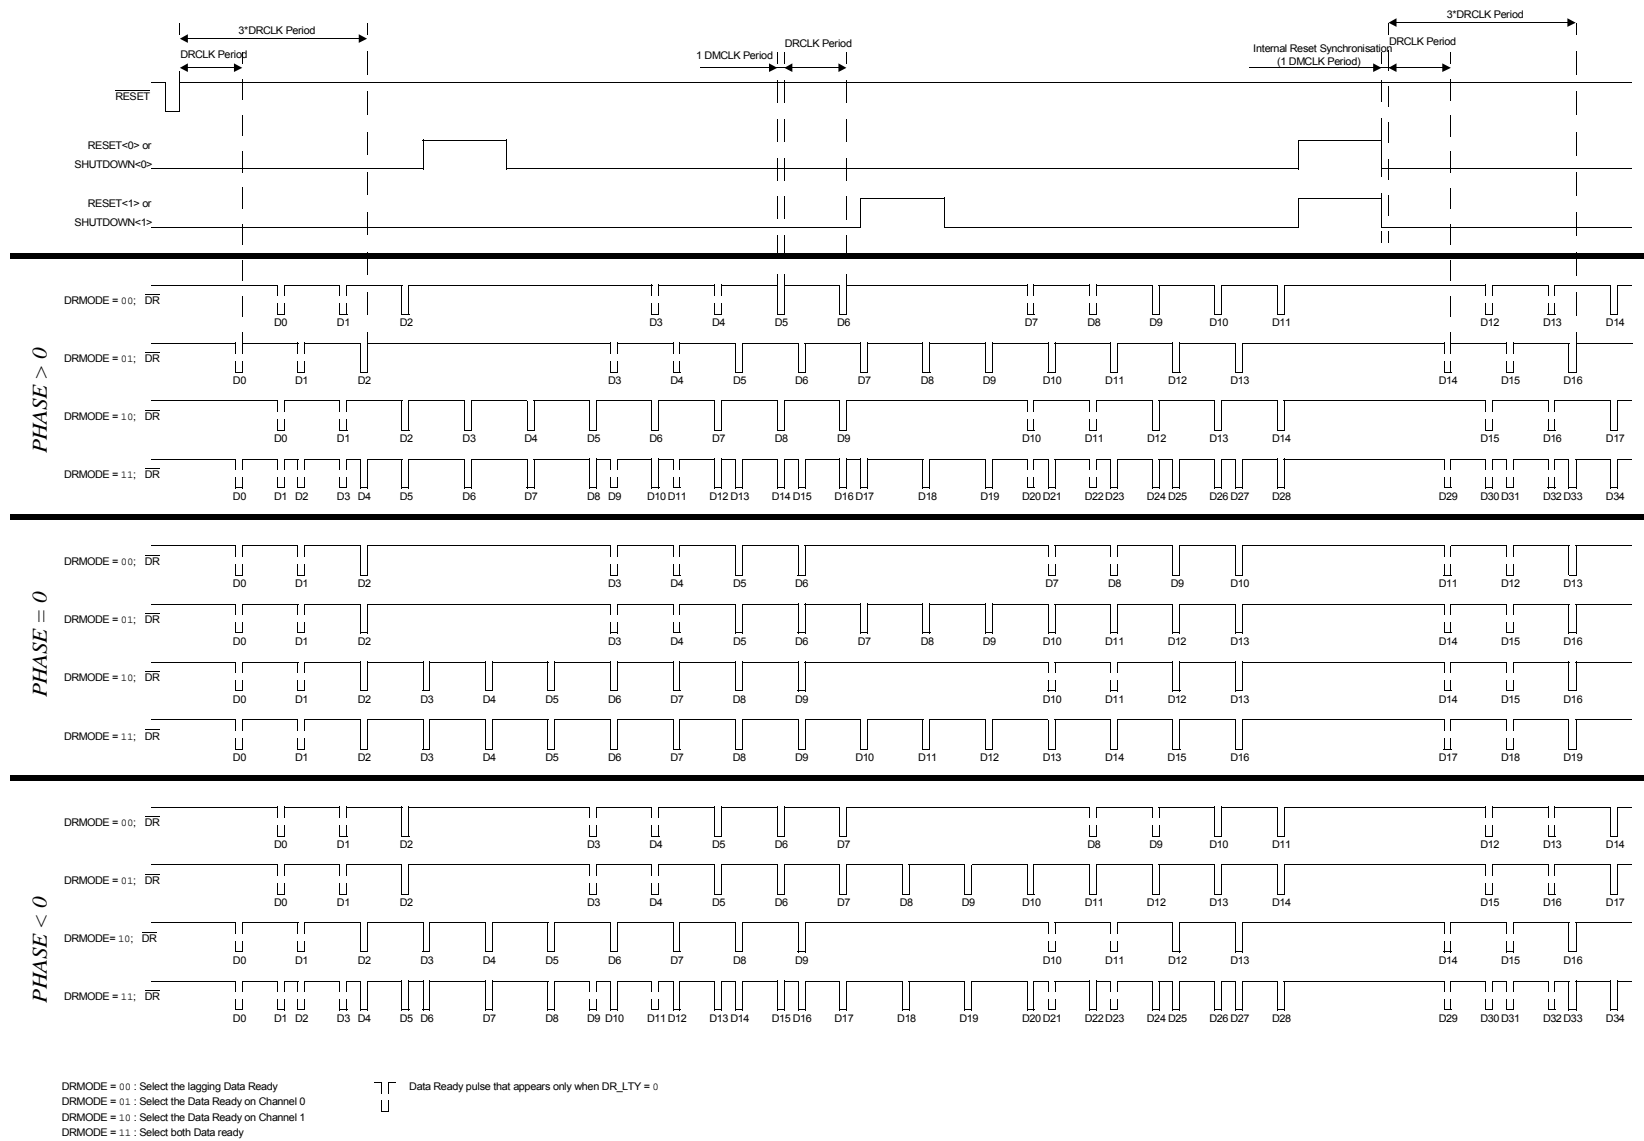 3*DRCLK Period
3*DRCLK Period
DRCLK Period
1 DMCLK Period
DRCLK Period
Internal Reset Synchronisation
(1 DMCLK Period)
DRCLK Period
RESET
RESET<0> or
SHUTDOWN<0>
RESET<1> or
SHUTDOWN<1>
PHASE > 0
DRMODE = 00; DR
D0 D1 D2 D3 D4 D5 D6 D7 D8 D9 D10 D11 D12 D13 D14
DRMODE = 01; DR
D0 D1 D2 D3 D4 D5 D6 D7 D8 D9 D10 D11 D12 D13 D14 D15 D16
DRMODE = 10; DR
D0 D1 D2 D3 D4 D5 D6 D7 D8 D9 D10 D11 D12 D13 D14 D15 D16 D17
DRMODE = 11; DR
D0 D1 D2 D3 D4 D5 D6 D7 D8 D9 D10 D11 D12 D13 D14 D15 D16 D17 D18 D19 D20 D21 D22 D23 D24 D25 D26 D27 D28 D29 D30 D31 D32 D33 D34
PHASE = 0
DRMODE = 00; DR
D0 D1 D2 D3 D4 D5 D6 D7 D8 D9 D10 D11 D12 D13
DRMODE = 01; DR
D0 D1 D2 D3 D4 D5 D6 D7 D8 D9 D10 D11 D12 D13 D14 D15 D16
DRMODE = 10; DR
D0 D1 D2 D3 D4 D5 D6 D7 D8 D9 D10 D11 D12 D13 D14 D15 D16
DRMODE = 11; DR
D0 D1 D2 D3 D4 D5 D6 D7 D8 D9 D10 D11 D12 D13 D14 D15 D16 D17 D18 D19
PHASE < 0
DRMODE = 00; DR
D0 D1 D2 D3 D4 D5 D6 D7 D8 D9 D10 D11 D12 D13 D14
DRMODE = 01; DR
D0 D1 D2 D3 D4 D5 D6 D7 D8 D9 D10 D11 D12 D13 D14 D15 D16 D17
DRMODE= 10; DR
D0 D1 D2 D3 D4 D5 D6 D7 D8 D9 D10 D11 D12 D13 D14 D15 D16
DRMODE = 11; DR
D0 D1 D2 D3 D4 D5 D6 D7 D8 D9 D10 D11 D12 D13 D14 D15 D16 D17 D18 D19 D20 D21 D22 D23 D24 D25 D26 D27 D28 D29 D30 D31 D32 D33 D34
DRMODE = 00 : Select the lagging Data Ready
DRMODE = 01 : Select the Data Ready on Channel 0
DRMODE = 10 : Select the Data Ready on Channel 1
DRMODE = 11 : Select both Data ready
Data Ready pulse that appears only when DR_LTY = 0